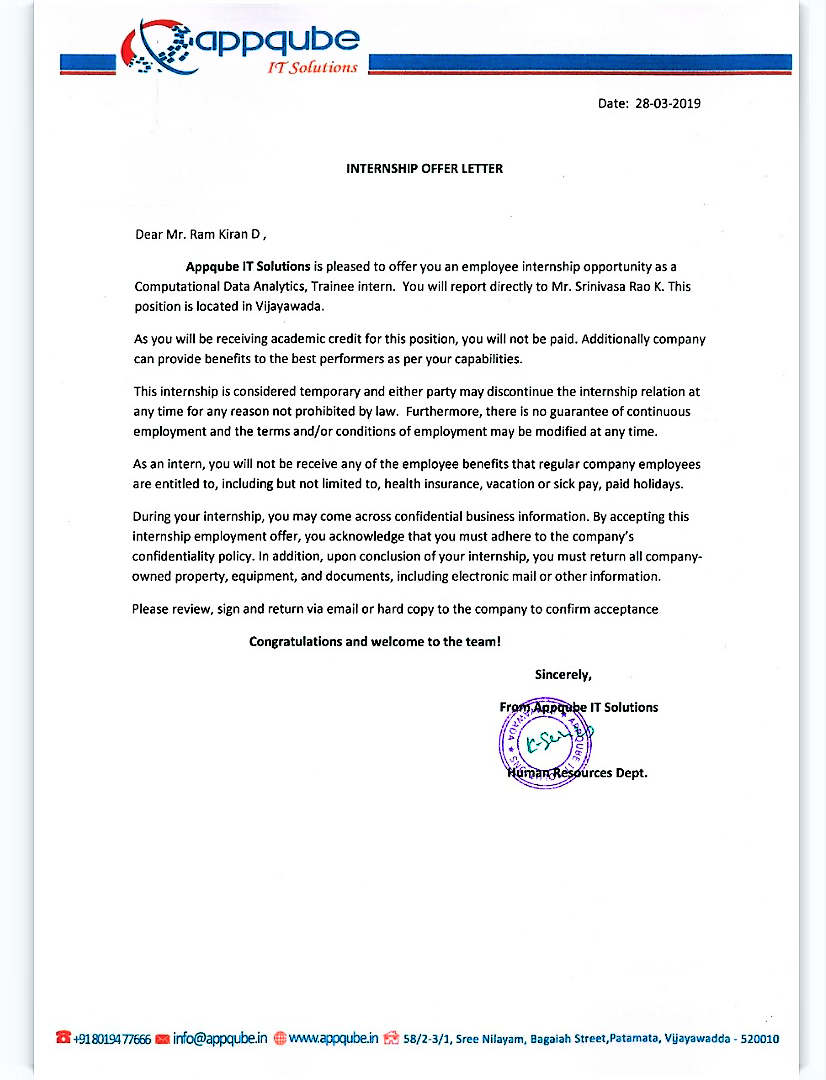 appqube
IT Solutions
Date: 28-03-2019
INTERNSHIP OFFER LETTER
Dear Mr. Ram Kiran D ,
Appqube IT Solutions is pleased to offer you an employee internship opportunity as a
Computational Data Analytics, Trainee intern. You will report directly to Mr. Srinivasa Rao K. This
position is located in Vijayawada.
As you will be receiving academic credit for this position, you will not be paid. Additionally company
can provide benefits to the best performers as per your capabilities.
This internship is considered temporary and either party may discontinue the internship relation at
any time for any reason not prohibited by law. Furthermore, there is no guarantee of continuous
employment and the terms and/or conditions of employment may be modified at any time.
As an intern, you will not be receive any of the employee benefits that regular company employees
are entitled to, including but not limited to, health insurance, vacation or sick pay, paid holidays.
During your internship, you may come across confidential business information. By accepting this
internship employment offer, you acknowledge that you must adhere to the company's
confidentiality policy. In addition, upon conclusion of your internship, you must return all company-
owned property, equipment, and documents, including electronic mail or other information.
Please review, sign and return via email or hard copy to the company to confirm acceptance
Congratulations and welcome to the team!
Sincerely,
From Appqube IT Solutions
Human Resources Dept.
+918019477666 info@appqube.in www.appqube.in 58/2-3/1, Sree Nilayam, Bagaiah Street,Patamata, Vijayawadda - 520010